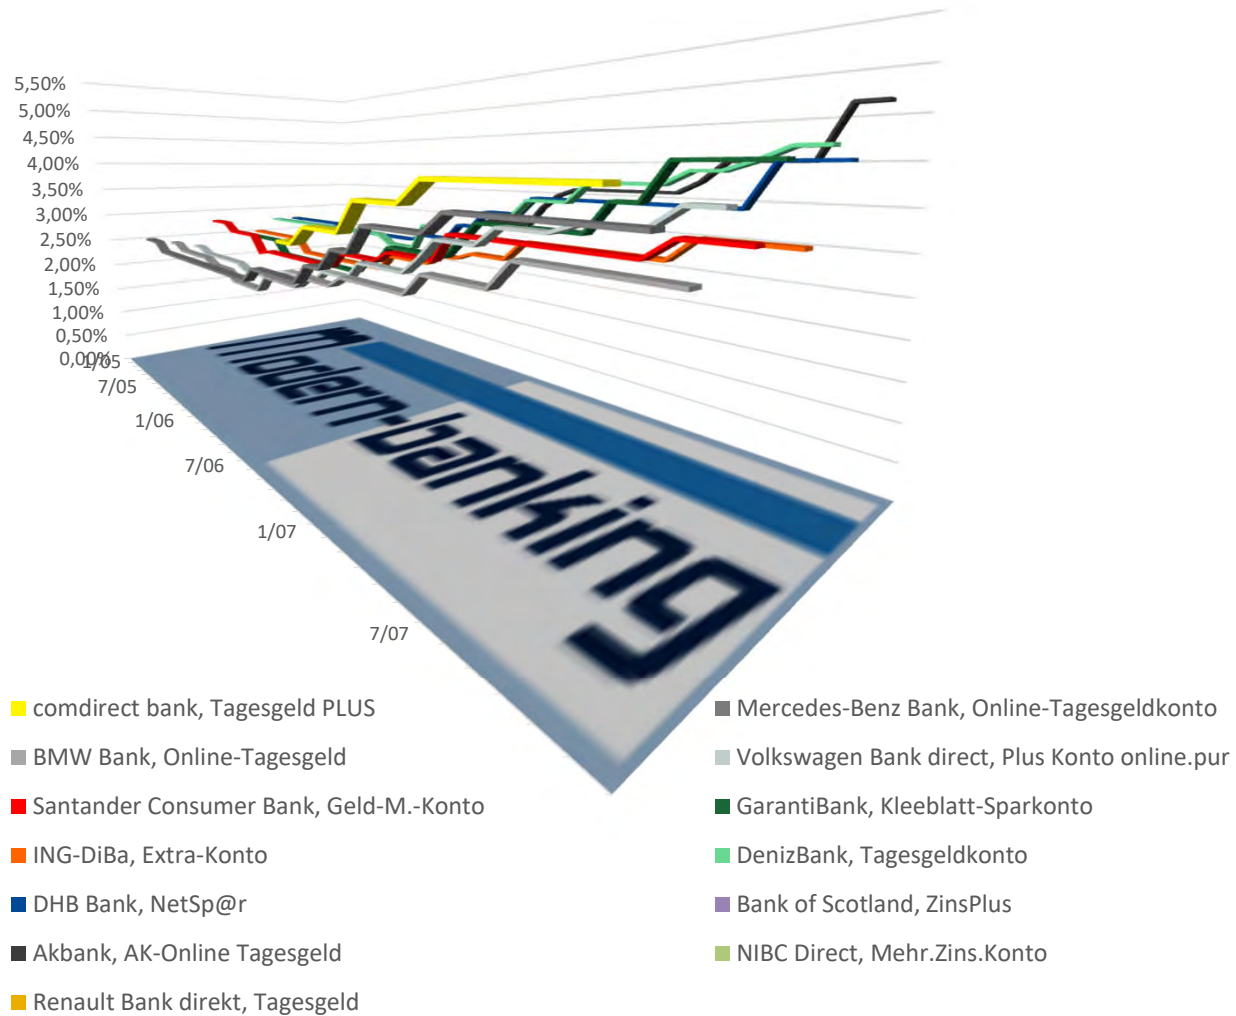 5,50%
5,00%
4,50%
4,00%
3,50%
3,00%
2,50%
2,00%
1,50%
1,00%
0,50%
0,00%
1/05
7/05
1/06
7/06
1/07
7/07
modern-banking
comdirect bank, Tagesgeld PLUS
Mercedes-Benz Bank, Online-Tagesgeldkonto
BMW Bank, Online-Tagesgeld
Volkswagen Bank direct, Plus Konto online.pur
Santander Consumer Bank, Geld-M.-Konto
GarantiBank, Kleeblatt-Sparkonto
ING-DiBa, Extra-Konto
DenizBank, Tagesgeldkonto
DHB Bank, NetSp@r
Bank of Scotland, ZinsPlus
Akbank, AK-Online Tagesgeld
NIBC Direct, Mehr.Zins.Konto
Renault Bank direkt, Tagesgeld